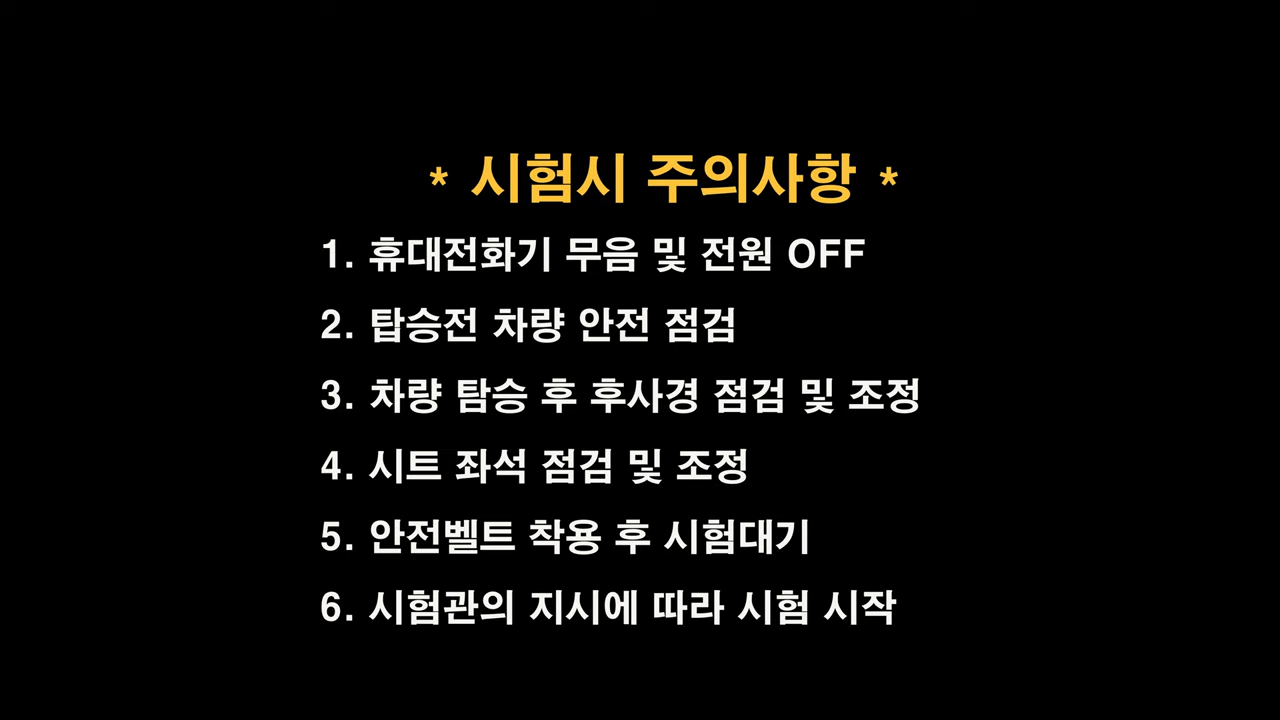 * 시험시 주의사항 *
1. 휴대전화기 무음 및 전원 OFF
2. 탑승전 차량 안전 점검
3. 차량 탐승 후 후사경 점검 및 조정
4. 시트 좌석 점검 및 조정
5. 안전벨트 착용 후 시험대기
6. 시험관의 지시에 따라 시험 시작